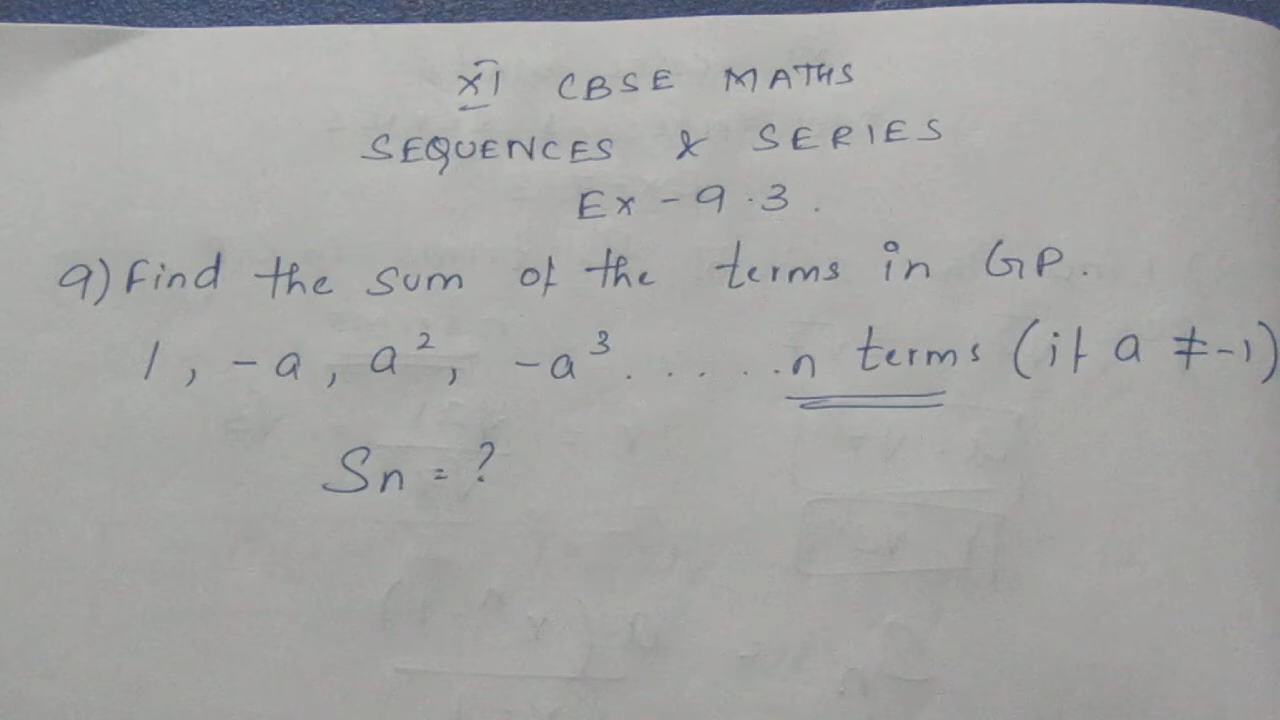 XI CBSE MATHS
SEQUENCES & SERIES
Ex - 9.3.
9) Find the sum of the terms in GP.
1, -a, a², -a³ . . . . . . n terms (if a ≠ -1)
Sn = ?